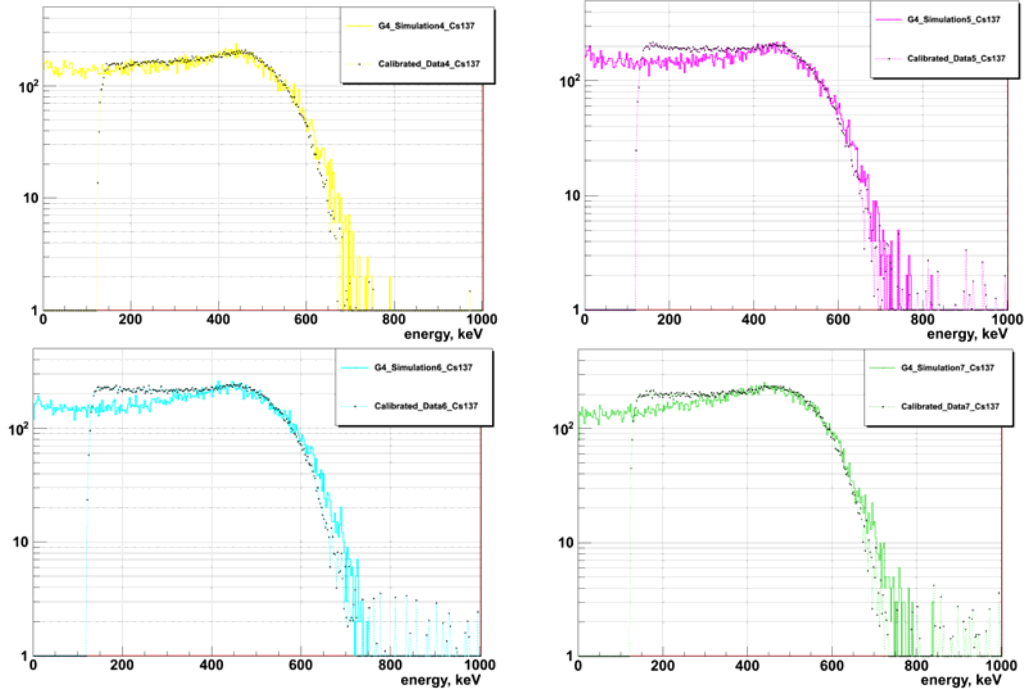 G4_Simulation4_Cs137
Calibrated_Data4_Cs137
10²
10
1
0 200 400 600 800 1000
energy, keV
G4_Simulation5_Cs137
Calibrated_Data5_Cs137
10²
10
1
0 200 400 600 800 1000
energy, keV
G4_Simulation6_Cs137
Calibrated_Data6_Cs137
10²
10
1
0 200 400 600 800 1000
energy, keV
G4_Simulation7_Cs137
Calibrated_Data7_Cs137
10²
10
1
0 200 400 600 800 1000
energy, keV